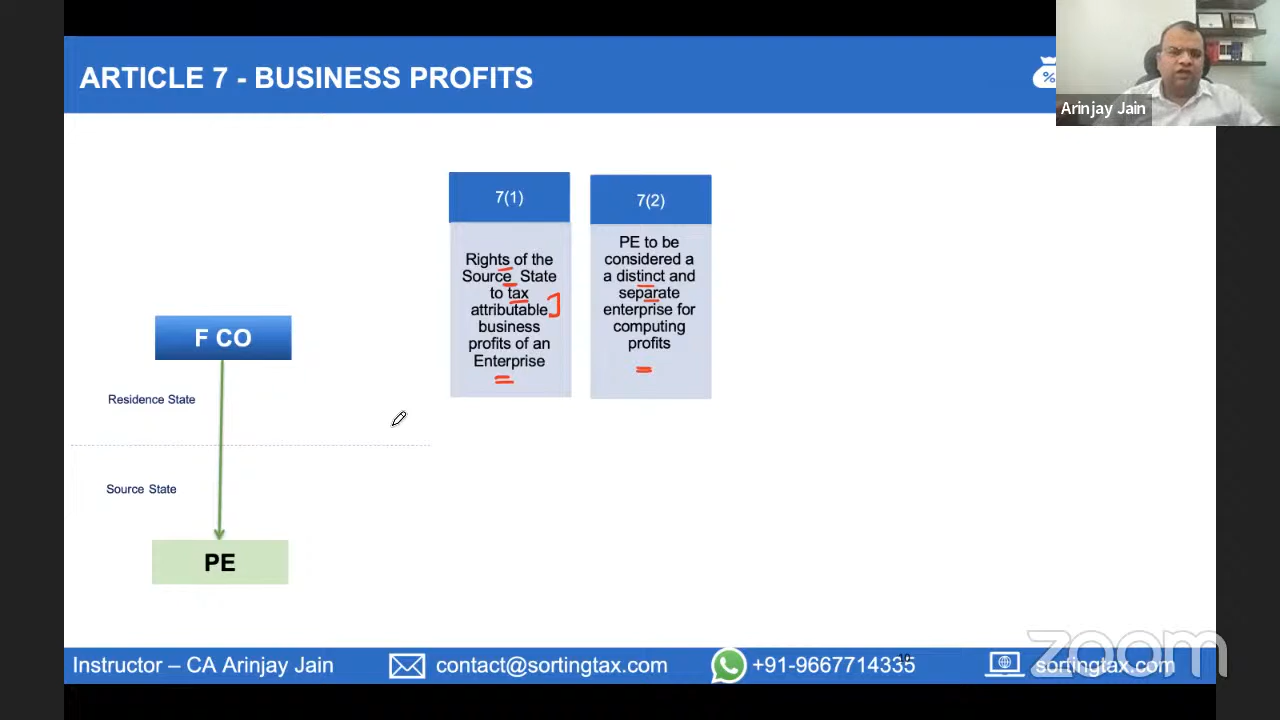 ARTICLE 7 - BUSINESS PROFITS
%
Arinjay Jain
7(1)
Rights of the
Source State
to tax
attributable
business
profits of an
Enterprise
7(2)
PE to be
considered a
a distinct and
separate
enterprise for
computing
profits
F CO
Residence State
Source State
PE
Instructor – CA Arinjay Jain
contact@sortingtax.com
+91-9667714335
10
sortingtax.com
zoom